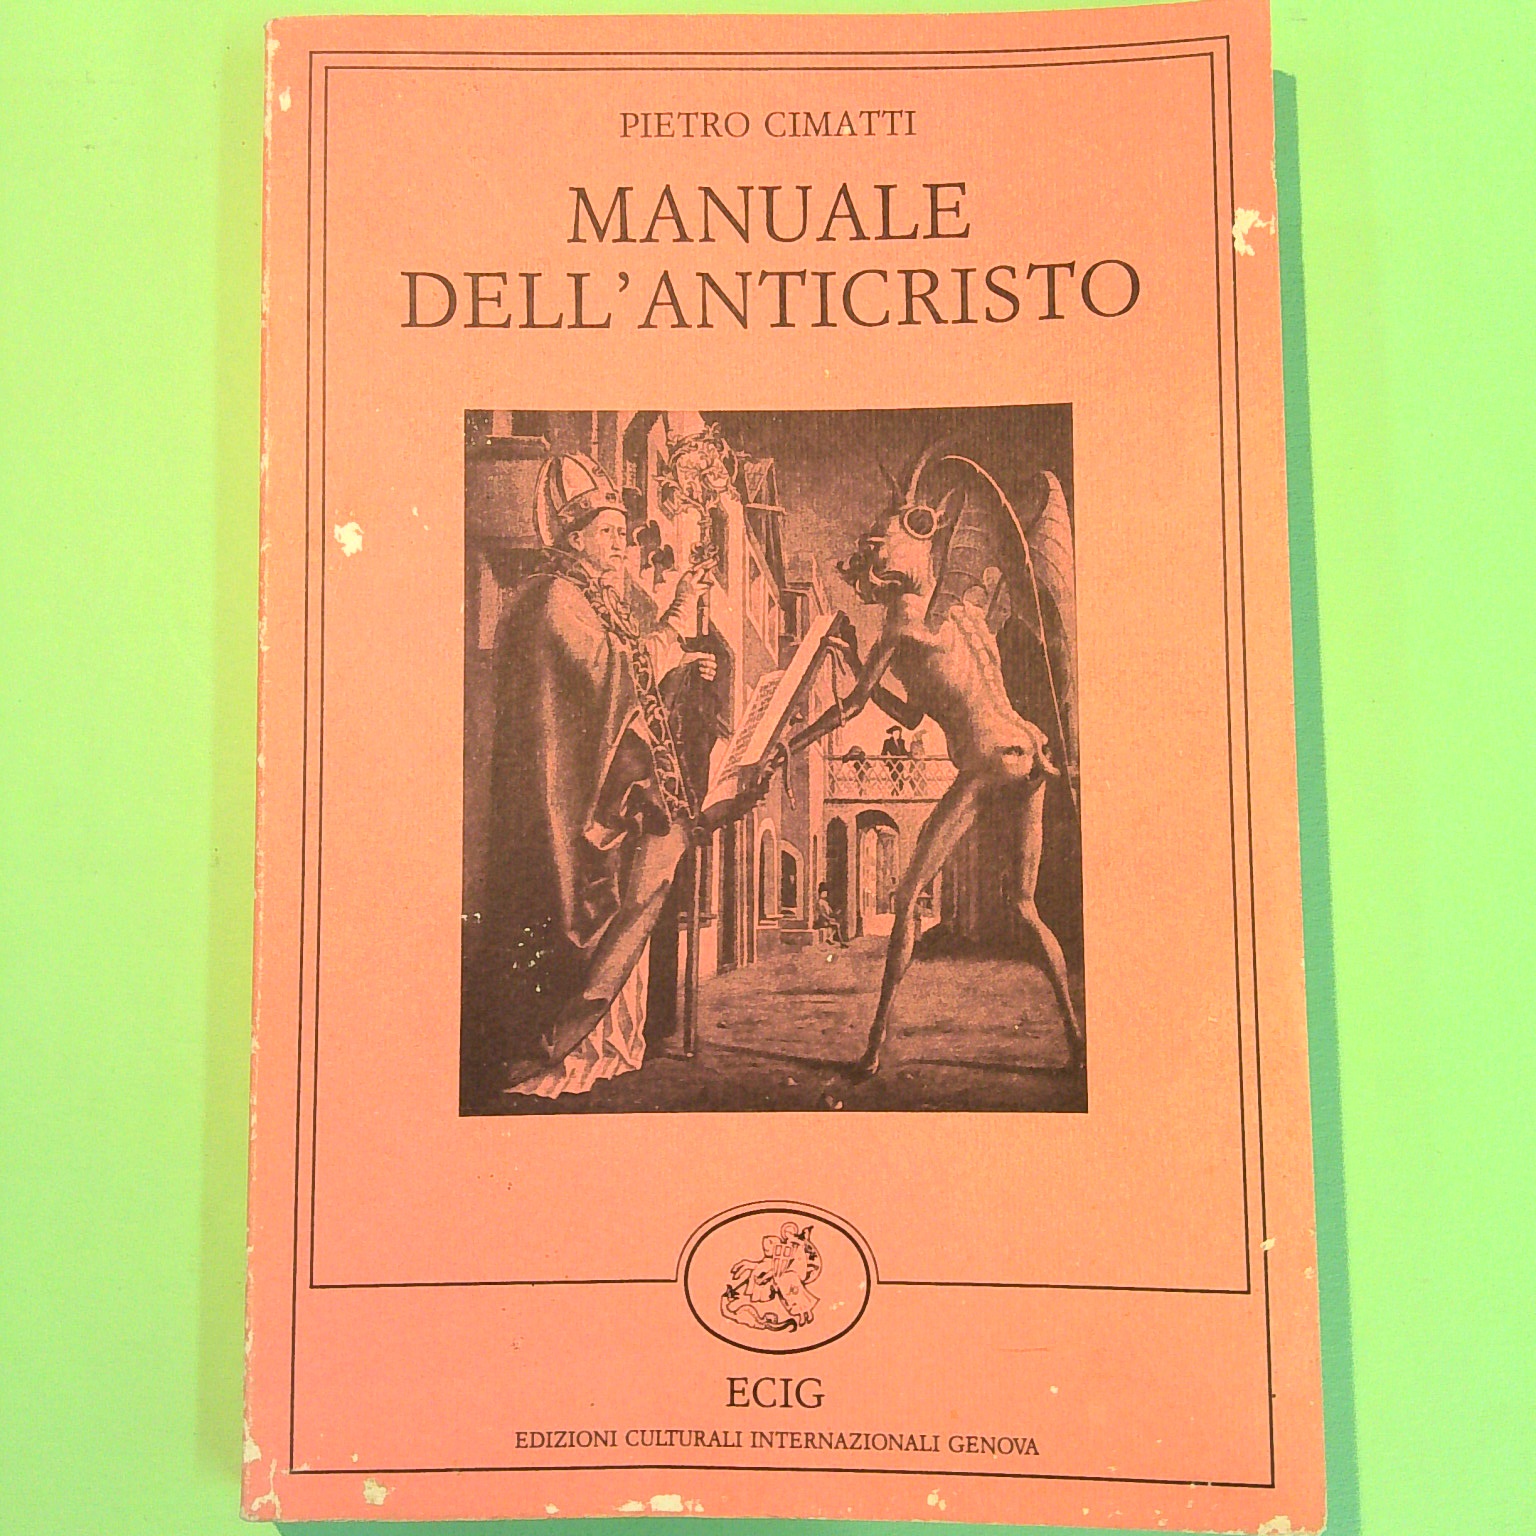 PIETRO CIMATTI
MANUALE
DELL'ANTICRISTO
ECIG
EDIZIONI CULTURALI INTERNAZIONALI GENOVA